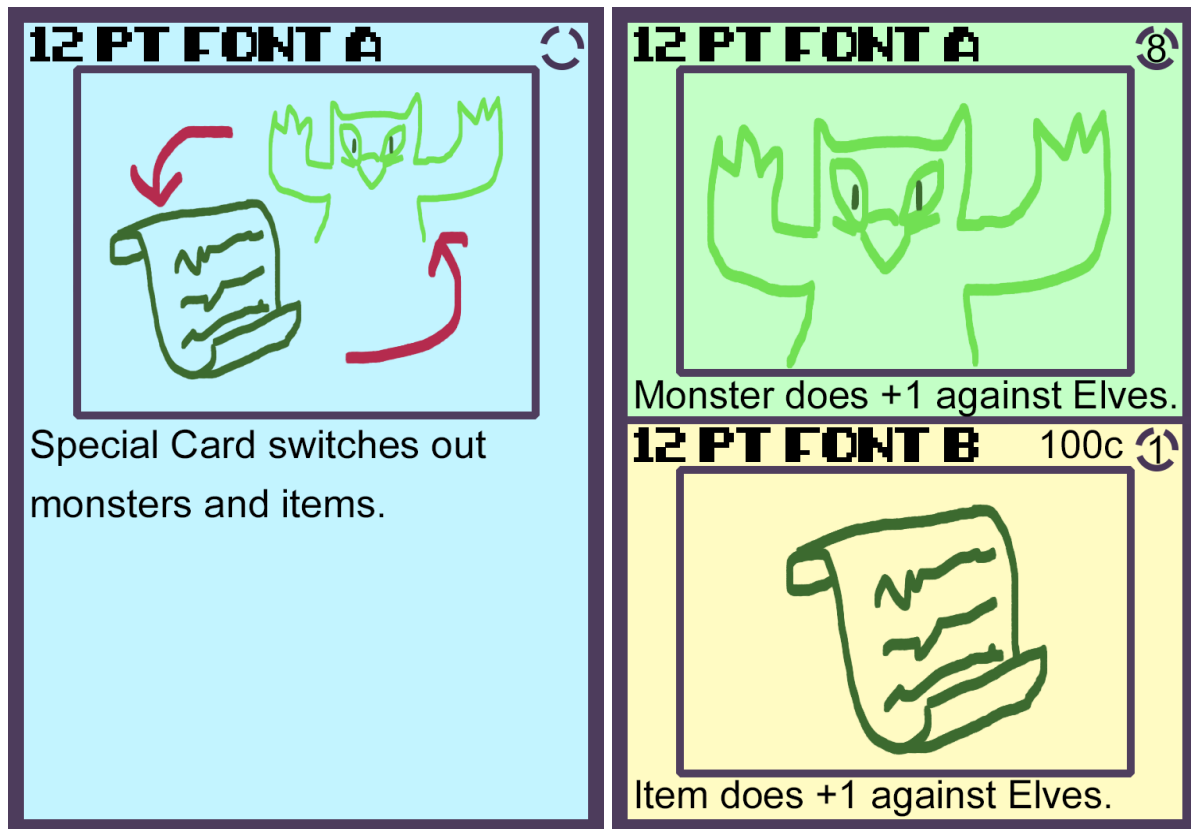 12 PT FONT A
Special Card switches out
monsters and items.
12 PT FONT A 8
Monster does +1 against Elves.
12 PT FONT B 100c 1
Item does +1 against Elves.